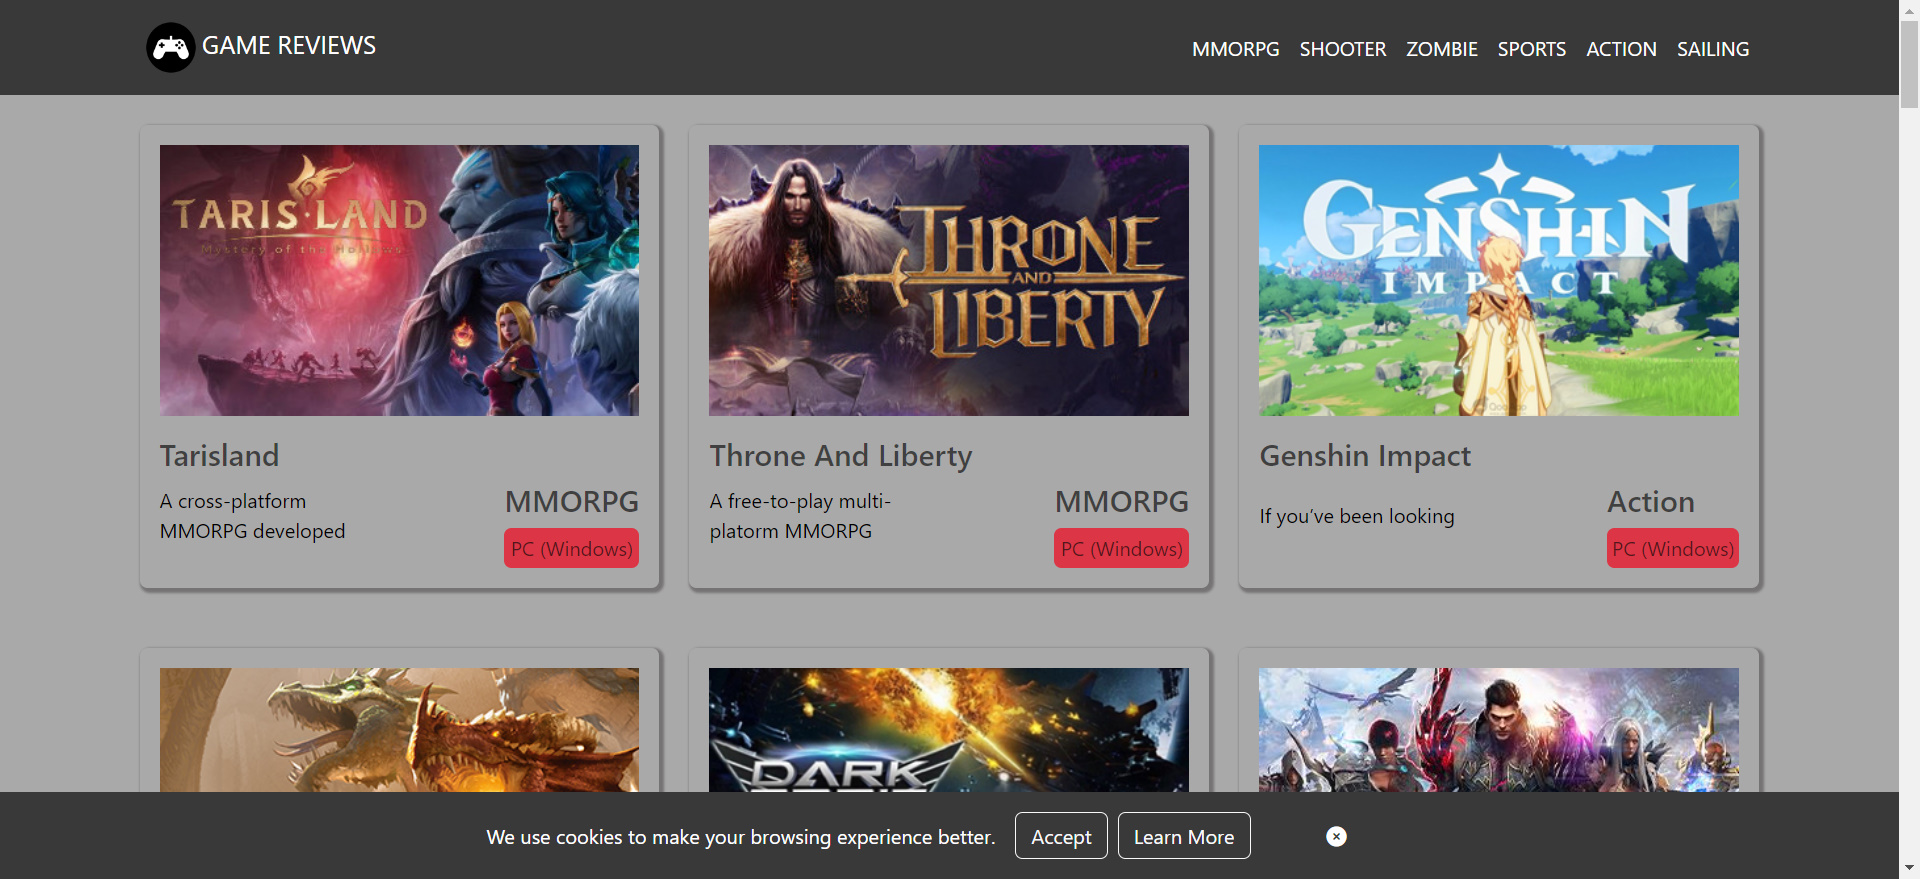 GAME REVIEWS
MMORPG SHOOTER ZOMBIE SPORTS ACTION SAILING
TARIS·LAND
Mystery of the Hollows
THRONE
AND
LIBERTY
GENSHIN
IMPACT
Tarisland
A cross-platform
MMORPG developed
MMORPG
PC (Windows)
Throne And Liberty
A free-to-play multi-
platorm MMORPG
MMORPG
PC (Windows)
Genshin Impact
If you’ve been looking
Action
PC (Windows)
DARK
We use cookies to make your browsing experience better. Accept Learn More